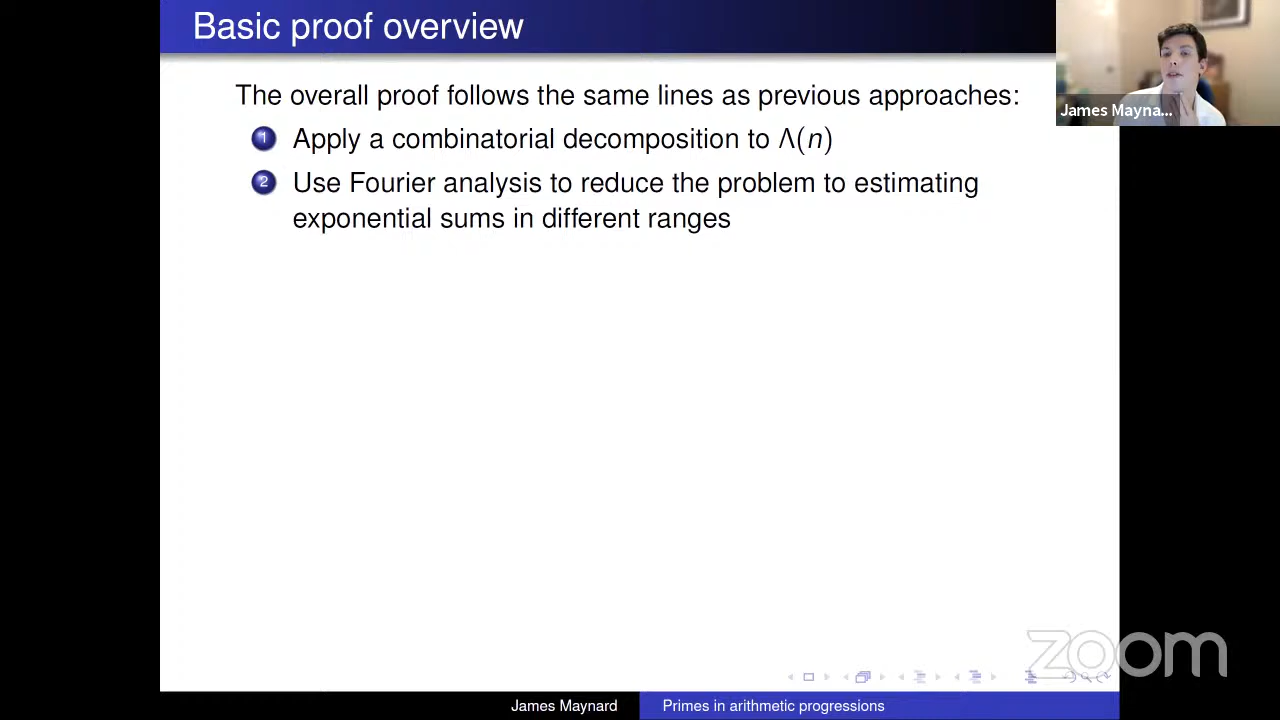 Basic proof overview
James Mayna...
The overall proof follows the same lines as previous approaches:
1 Apply a combinatorial decomposition to Λ(n)
2 Use Fourier analysis to reduce the problem to estimating
exponential sums in different ranges
zoom
James Maynard
Primes in arithmetic progressions